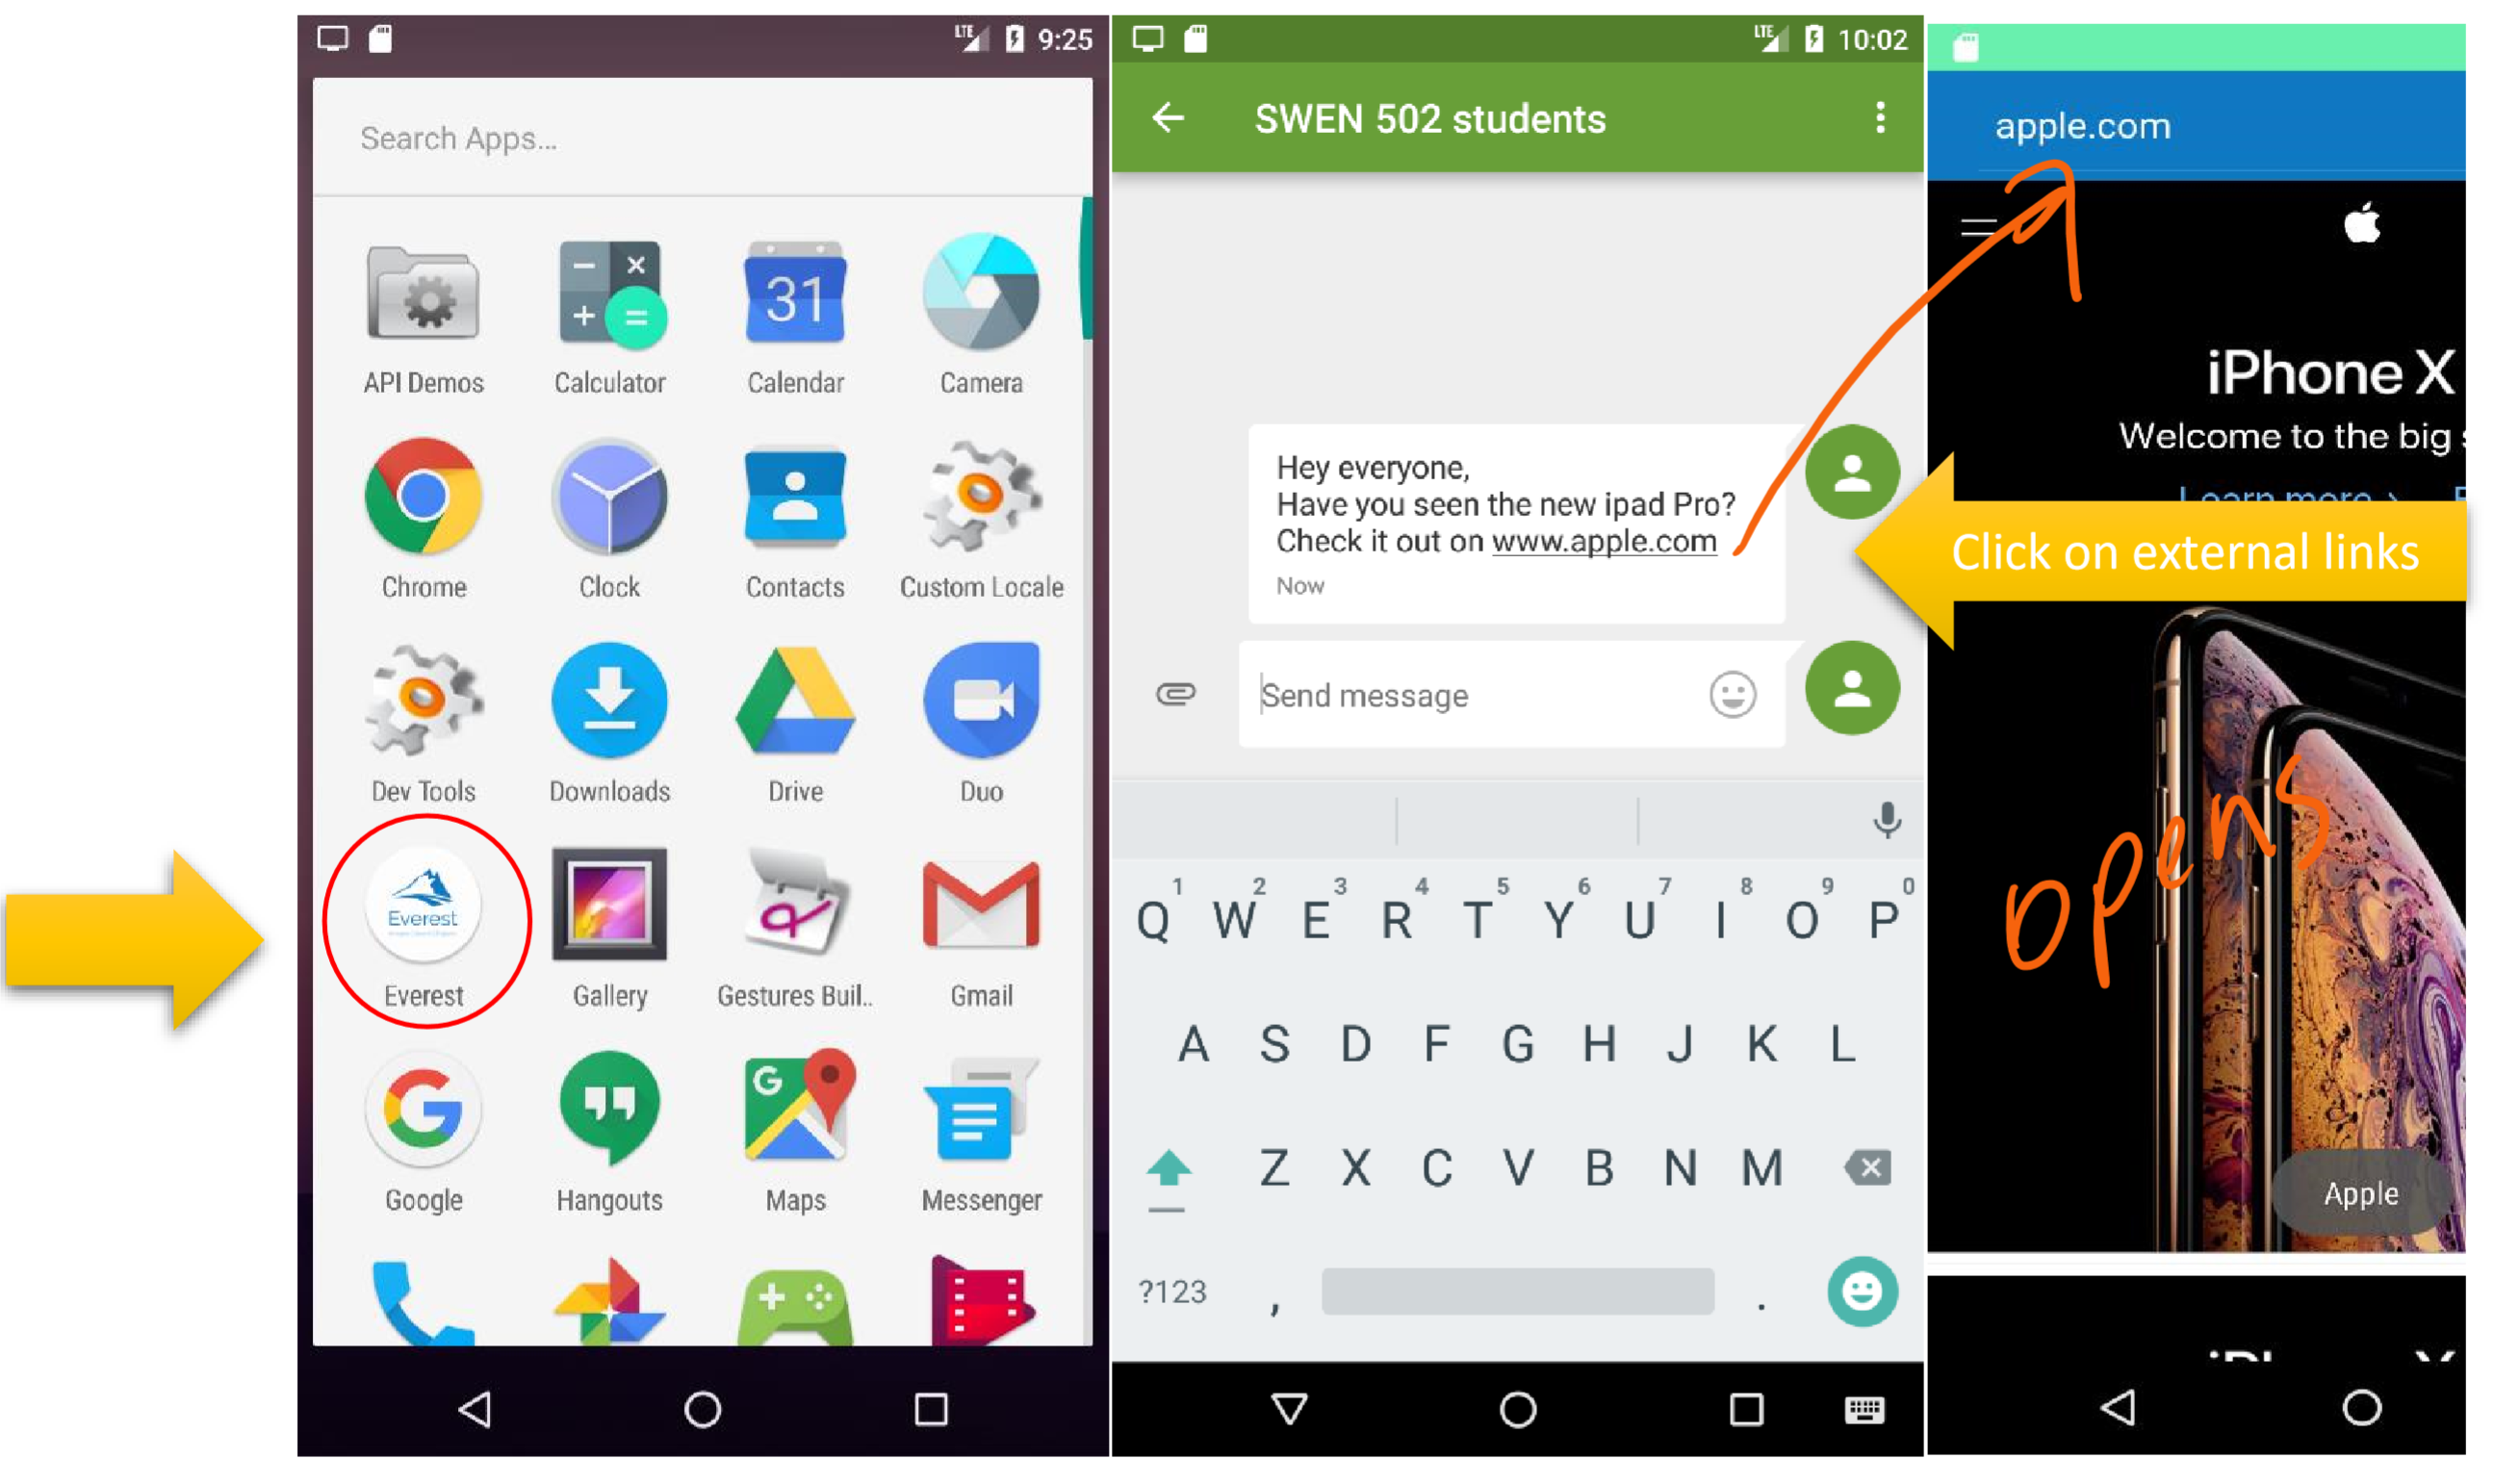 LTE 9:25
Search Apps...
31
API Demos Calculator Calendar Camera
Chrome Clock Contacts Custom Locale
Dev Tools Downloads Drive Duo
Everest
Everest Gallery Gestures Buil.. Gmail
G
G
Google Hangouts Maps Messenger
LTE 10:02
SWEN 502 students
Hey everyone,
Have you seen the new ipad Pro?
Check it out on www.apple.com
Now
Send message
1 2 3 4 5 6 7 8 9 0
Q W E R T Y U I O P
A S D F G H J K L
Z X C V B N M
?123 , .
apple.com
iPhone X
Welcome to the big
Learn more >
Click on external links
opens
Apple